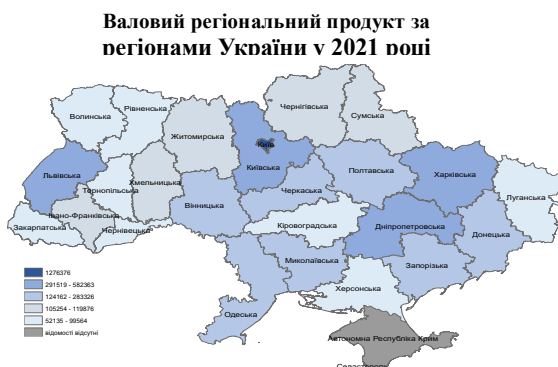 Валовий регіональний продукт за
регіонами України у 2021 році
Чернігівська
Волинська
Рівненська
Сумська
Житомирська
Київ
Київська
Львівська
Полтавська
Харківська
Тернопільська
Хмельницька
Черкаська
Луганська
Вінницька
Івано-Франківська
Закарпатська
Чернівецька
Кіровоградська
Дніпропетровська
Донецька
Миколаївська
Запорізька
Херсонська
Одеська
1276376
291519 - 582363
124162 - 283326
105254 - 119876
52135 - 99564
відомості відсутні
Автономна Республіка Крим
Севастополь